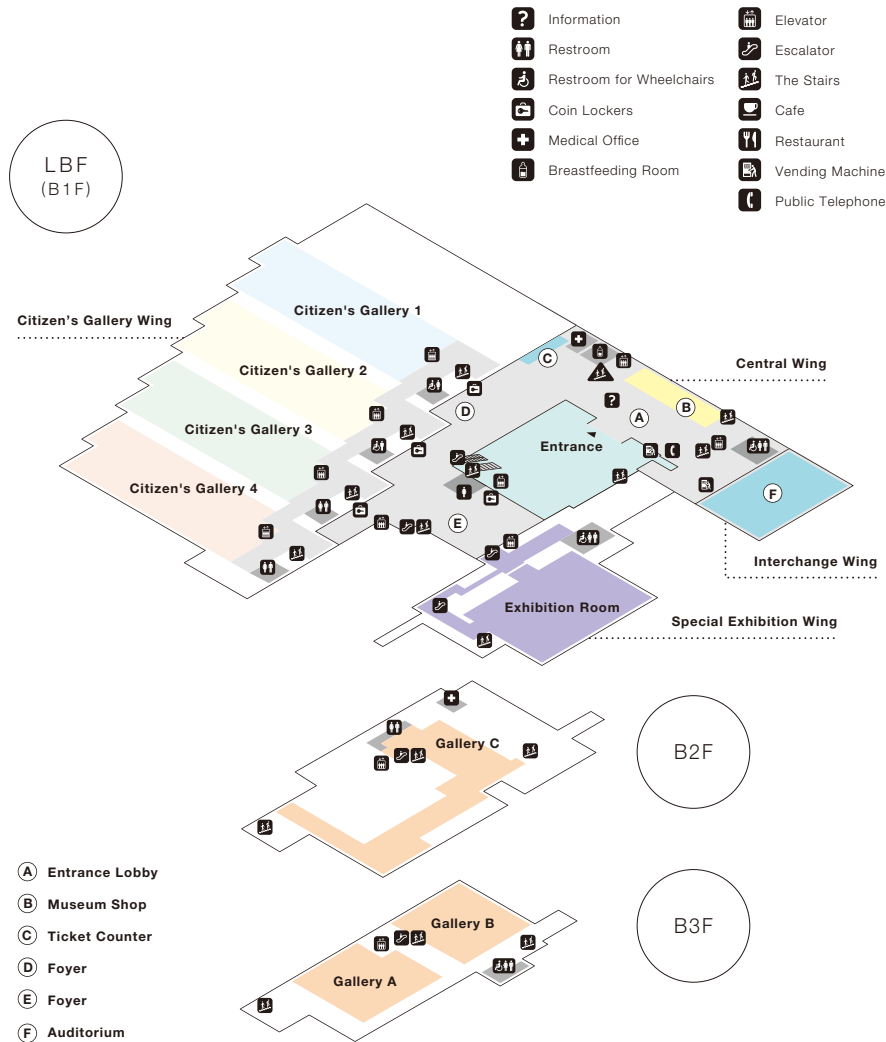 Information
Restroom
Restroom for Wheelchairs
Coin Lockers
Medical Office
Breastfeeding Room
Elevator
Escalator
The Stairs
Cafe
Restaurant
Vending Machine
Public Telephone
LBF
(B1F)
Citizen's Gallery 1
Citizen's Gallery Wing
Citizen's Gallery 2
Citizen's Gallery 3
Citizen's Gallery 4
C
Central Wing
D
A
B
?
Entrance
F
E
Interchange Wing
Exhibition Room
Special Exhibition Wing
Gallery C
B2F
Gallery B
Gallery A
B3F
A Entrance Lobby
B Museum Shop
C Ticket Counter
D Foyer
E Foyer
F Auditorium